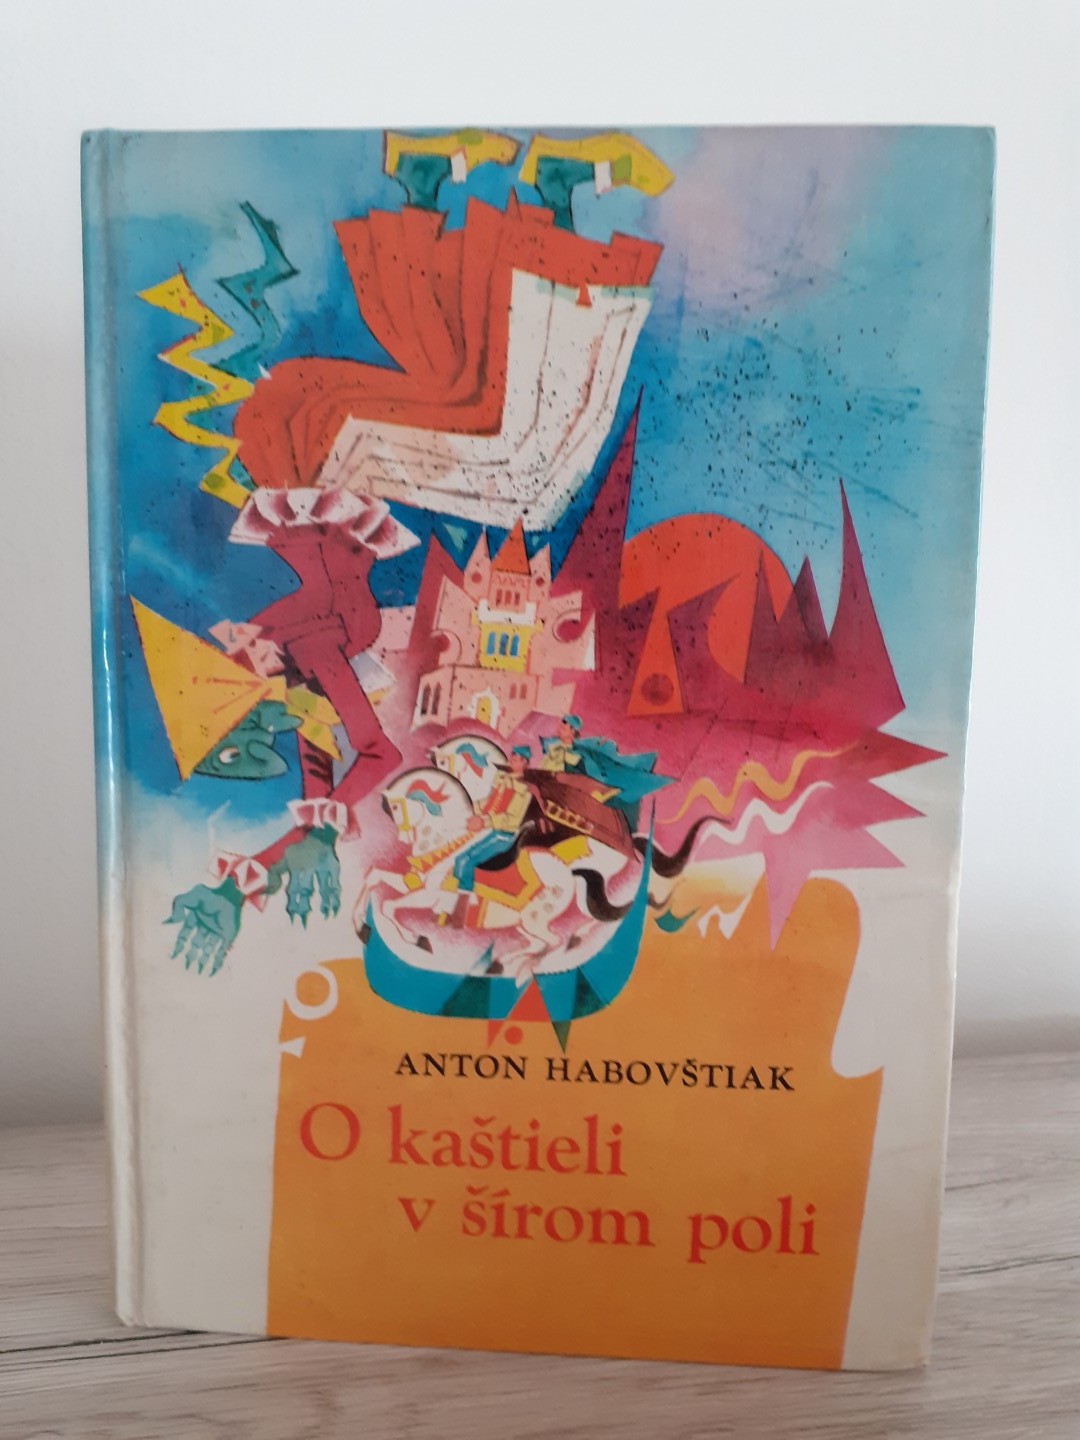 ANTON HABOVŠTIAK
O kaštieli
v šírom poli